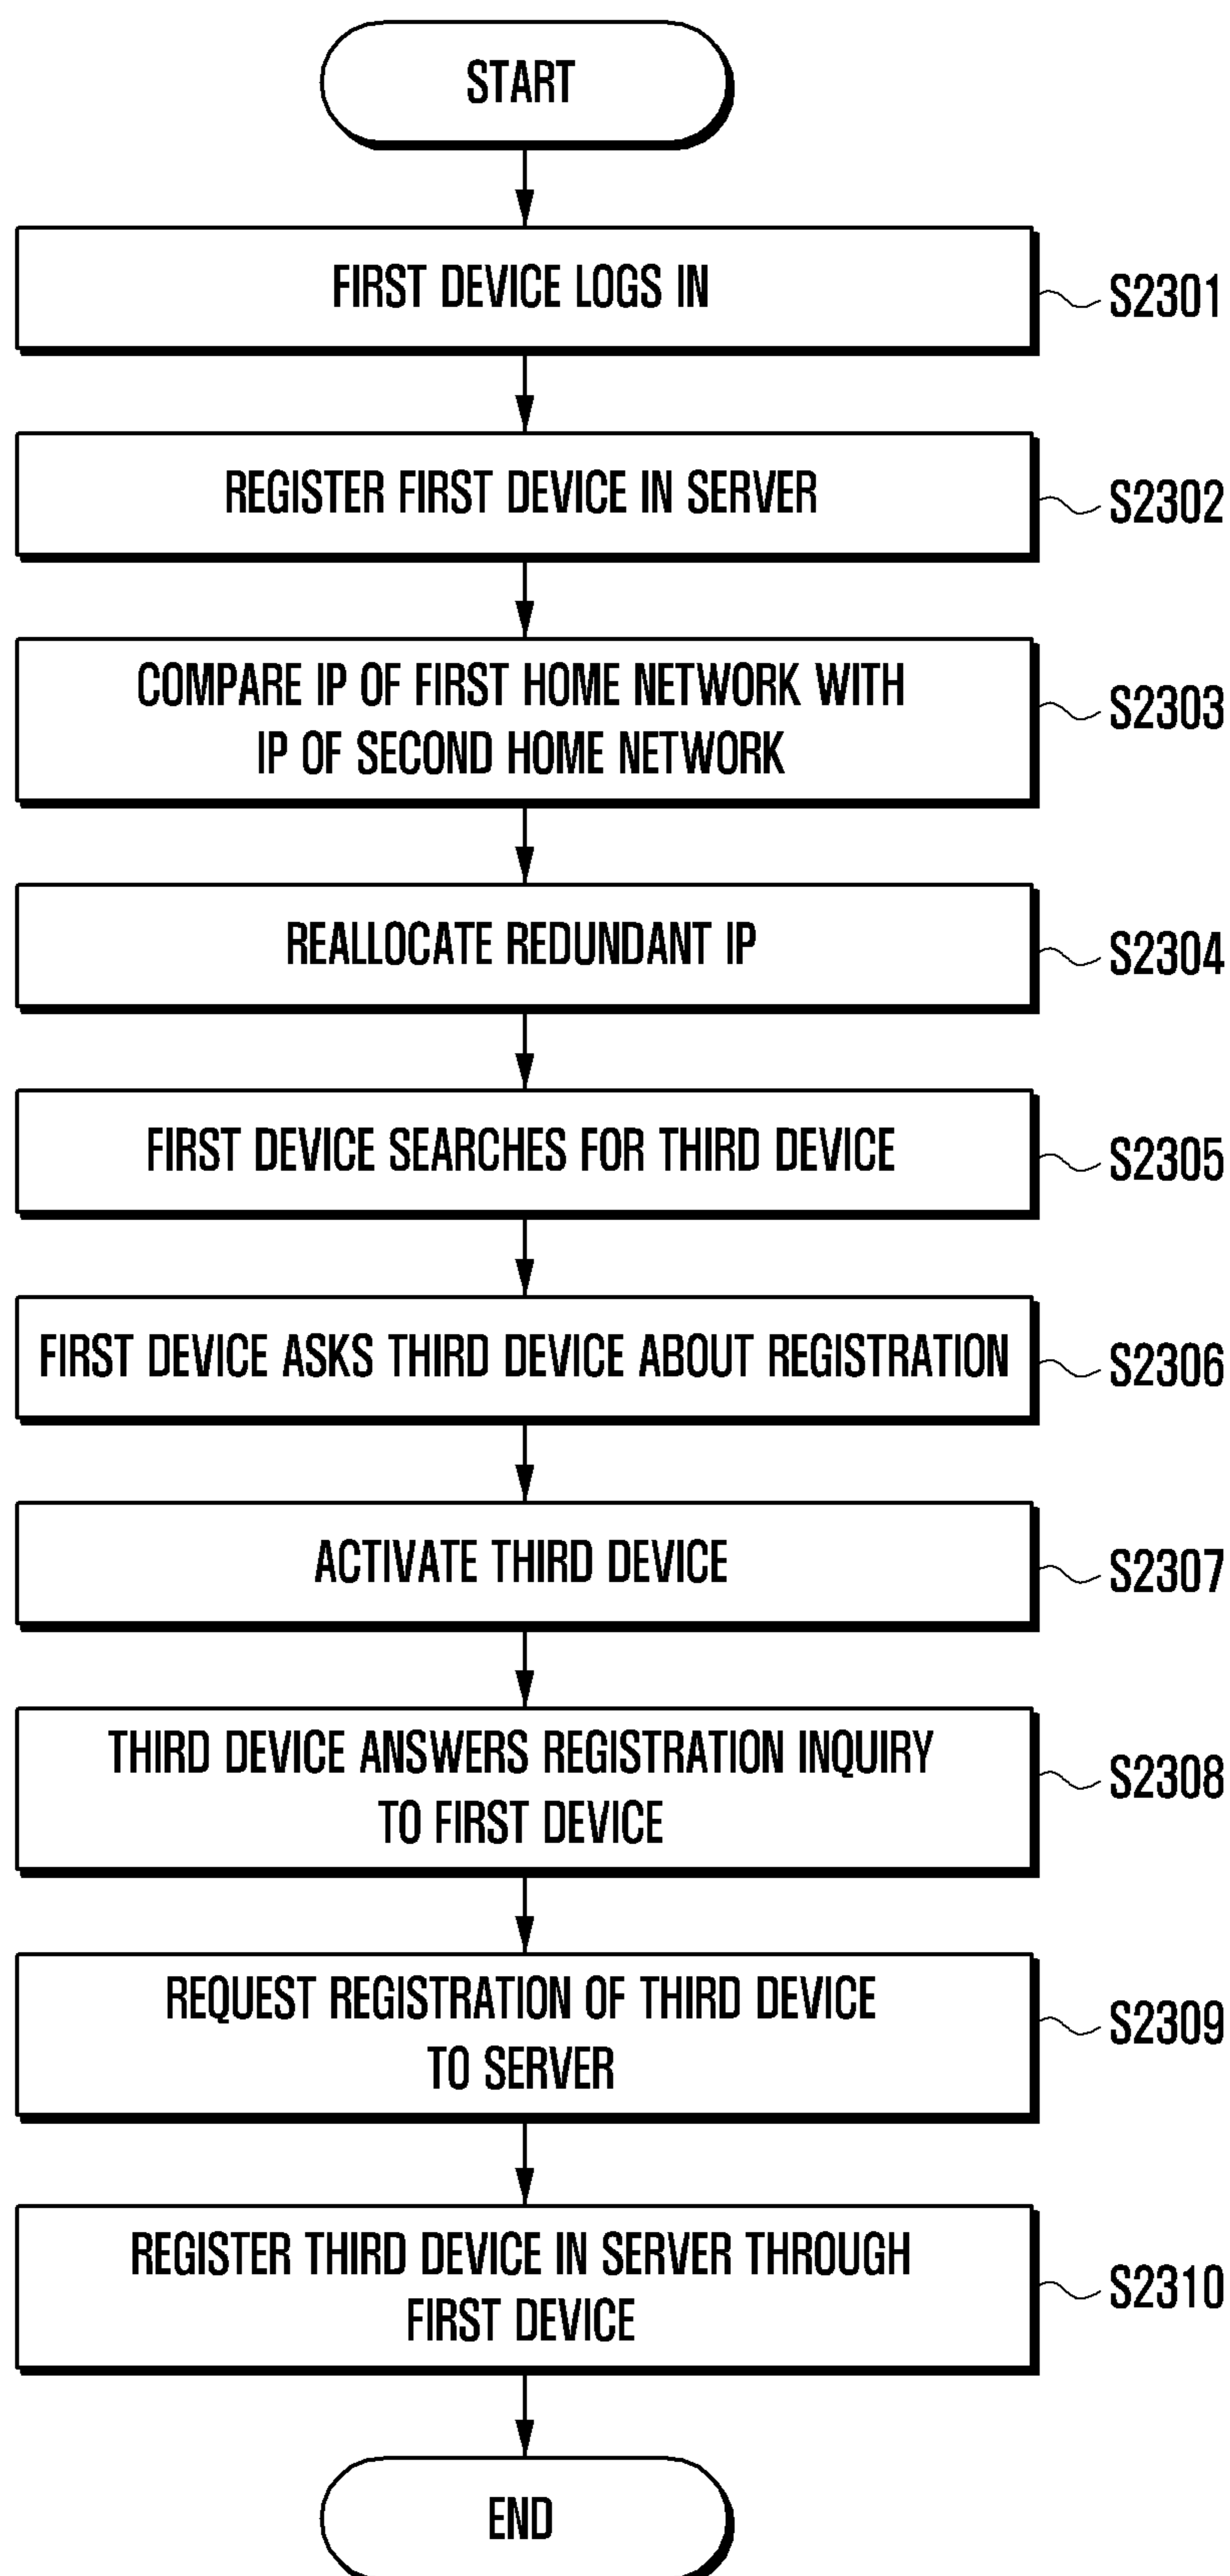 START
FIRST DEVICE LOGS IN
S2301
REGISTER FIRST DEVICE IN SERVER
S2302
COMPARE IP OF FIRST HOME NETWORK WITH
IP OF SECOND HOME NETWORK
S2303
REALLOCATE REDUNDANT IP
S2304
FIRST DEVICE SEARCHES FOR THIRD DEVICE
S2305
FIRST DEVICE ASKS THIRD DEVICE ABOUT REGISTRATION
S2306
ACTIVATE THIRD DEVICE
S2307
THIRD DEVICE ANSWERS REGISTRATION INQUIRY
TO FIRST DEVICE
S2308
REQUEST REGISTRATION OF THIRD DEVICE
TO SERVER
S2309
REGISTER THIRD DEVICE IN SERVER THROUGH
FIRST DEVICE
S2310
END